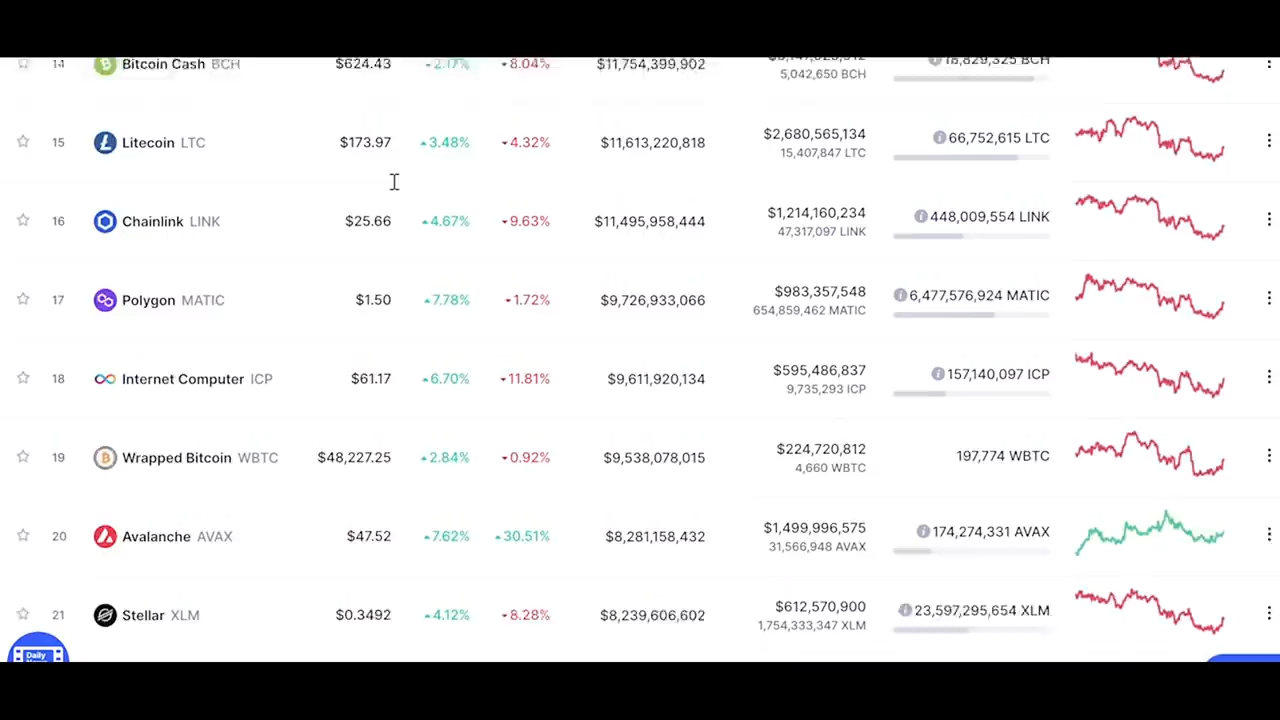 14 Bitcoin Cash BCH $624.43 2.17% 8.04% $11,754,399,902
5,042,650 BCH 18,829,325 BCH
Litecoin LTC 15 $173.97 3.48% 4.32% $11,613,220,818 $2,680,565,134 66,752,615 LTC
15,407,847 LTC
16 Chainlink LINK $25.66 4.67% 9.63% $11,495,958,444 $1,214,160,234 448,009,554 LINK
47,317,097 LINK
17 Polygon MATIC $1.50 7.78% 1.72% $9,726,933,066 $983,357,548 6,477,576,924 MATIC
654,859,462 MATIC
18 Internet Computer ICP $61.17 6.70% 11.81% $9,611,920,134 $595,486,837 157,140,097 ICP
9,735,293 ICP
19 Wrapped Bitcoin WBTC $48,227.25 2.84% 0.92% $9,538,078,015 $224,720,812 197,774 WBTC
4,660 WBTC
20 Avalanche AVAX $47.52 7.62% 30.51% $8,281,158,432 $1,499,996,575 174,274,331 AVAX
31,566,948 AVAX
21 Stellar XLM $0.3492 4.12% 8.28% $8,239,606,602 $612,570,900 23,597,295,654 XLM
1,754,333,347 XLM
Daily